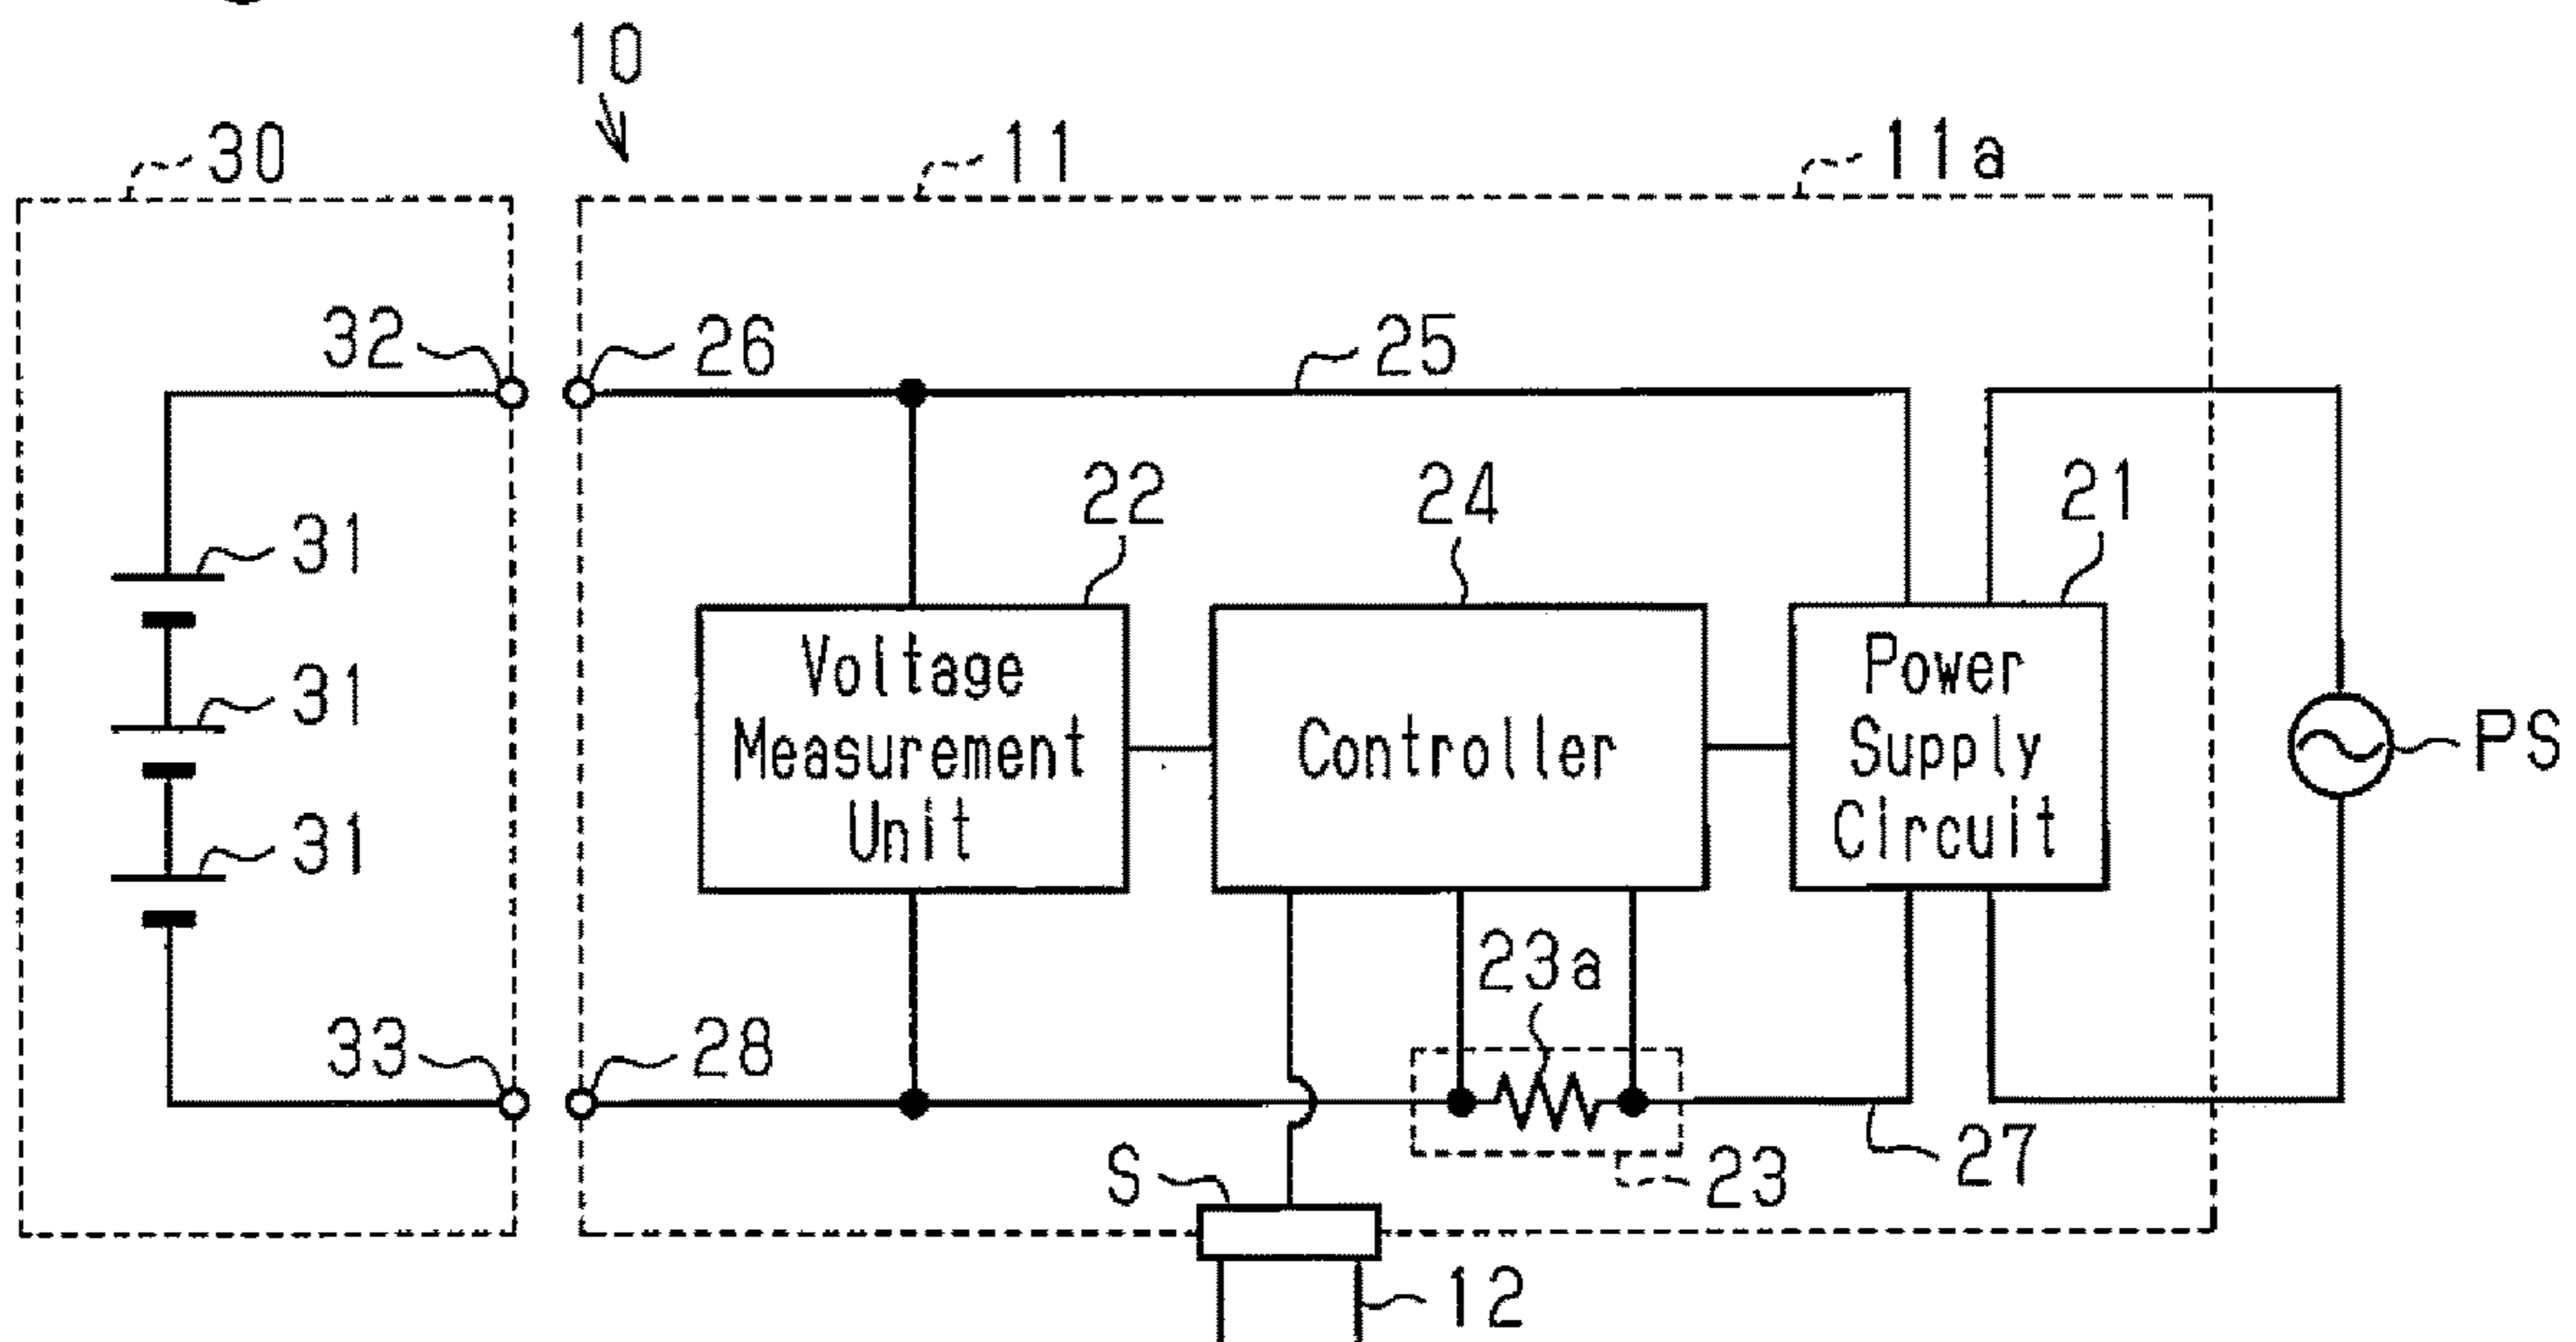 10
30
11
11a
32
26
25
22
24
21
31
31
31
Voltage
Measurement
Unit
Controller
Power
Supply
Circuit
PS
23a
33
28
27
S
23
12